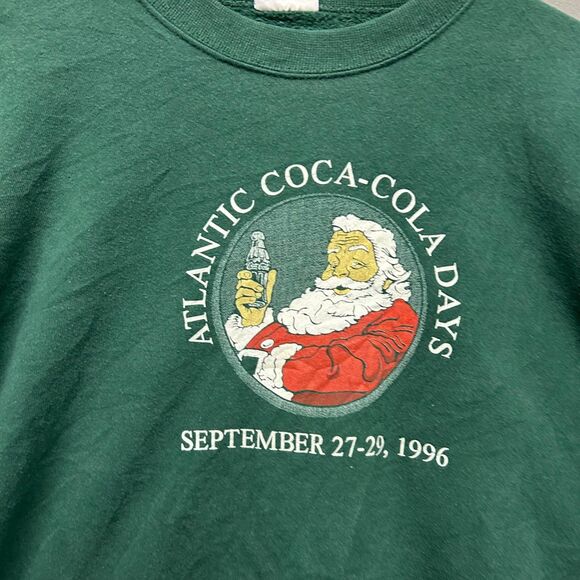 ATLANTIC COCA-COLA DAYS
SEPTEMBER 27-29, 1996